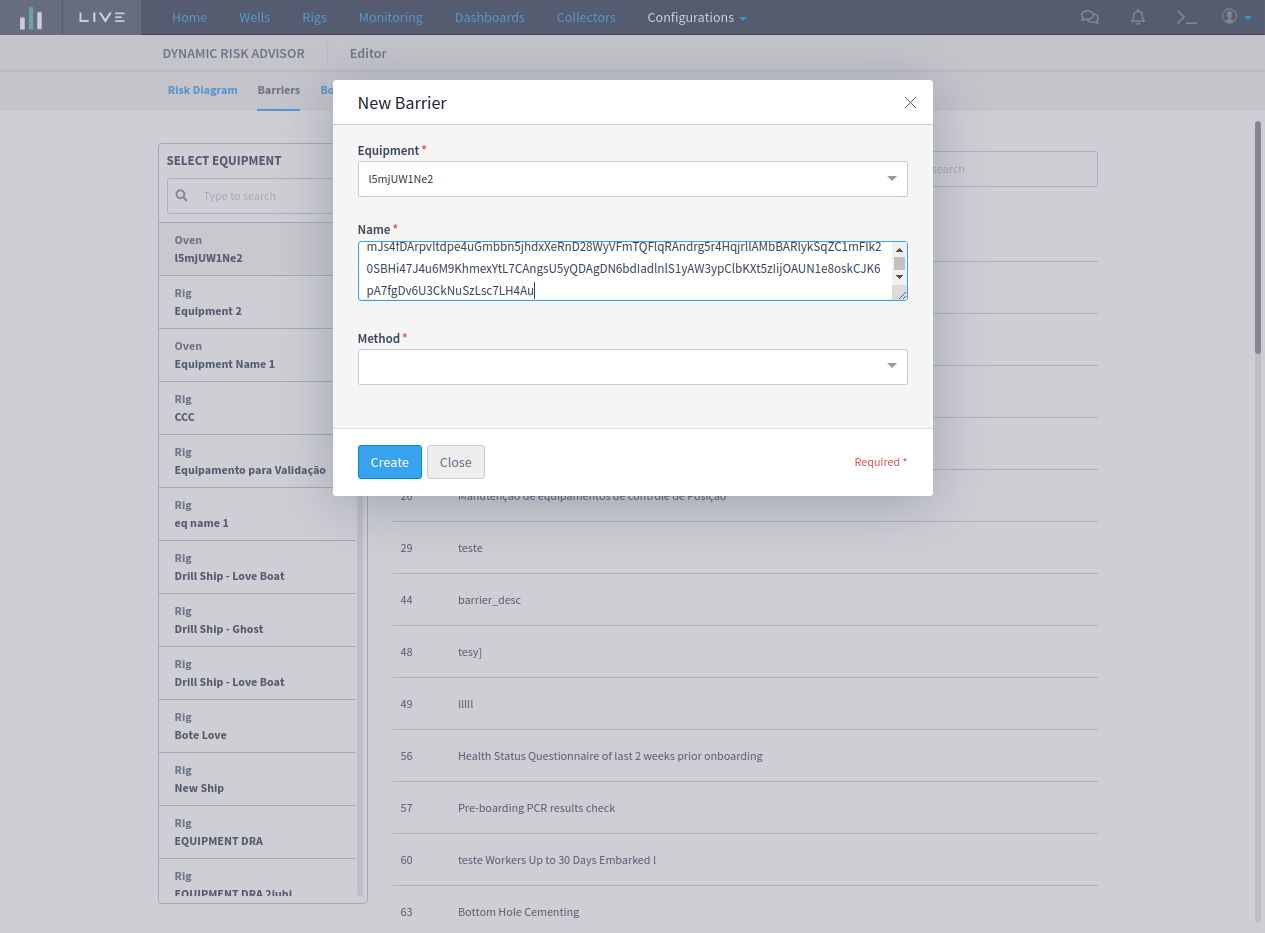 LIVE Home Wells Rigs Monitoring Dashboards Collectors Configurations
DYNAMIC RISK ADVISOR Editor
Risk Diagram Barriers Bo
New Barrier
SELECT EQUIPMENT
Type to search
search
Equipment *
l5mjUW1Ne2
Name *
mJs4fDArpvItdpe4uGmbbn5jhdxXeRnD28WyVFmTQFlqRAndrg5r4HqjrllAMbBARlykSqZC1mFlk2
0SBHi47J4u6M9KhmexYtL7CAngsU5yQDAgDN6bdIadlnlS1yAW3ypClbKXt5zIijOAUN1e8oskCJK6
pA7fgDv6U3CkNuSzLsc7LH4Au
Method *
Create Close Required *
Oven
l5mjUW1Ne2
Rig
Equipment 2
Oven
Equipment Name 1
Rig
CCC
Rig
Equipamento para Validação
Rig
eq name 1
Rig
Drill Ship - Love Boat
Rig
Drill Ship - Ghost
Rig
Drill Ship - Love Boat
Rig
Bote Love
Rig
New Ship
Rig
EQUIPMENT DRA
Rig
EQUIPMENT DRA 2juhi
26 Manutenção de equipamentos de controle de Posição
29 teste
44 barrier_desc
48 tesy]
49 lllll
56 Health Status Questionnaire of last 2 weeks prior onboarding
57 Pre-boarding PCR results check
60 teste Workers Up to 30 Days Embarked l
63 Bottom Hole Cementing